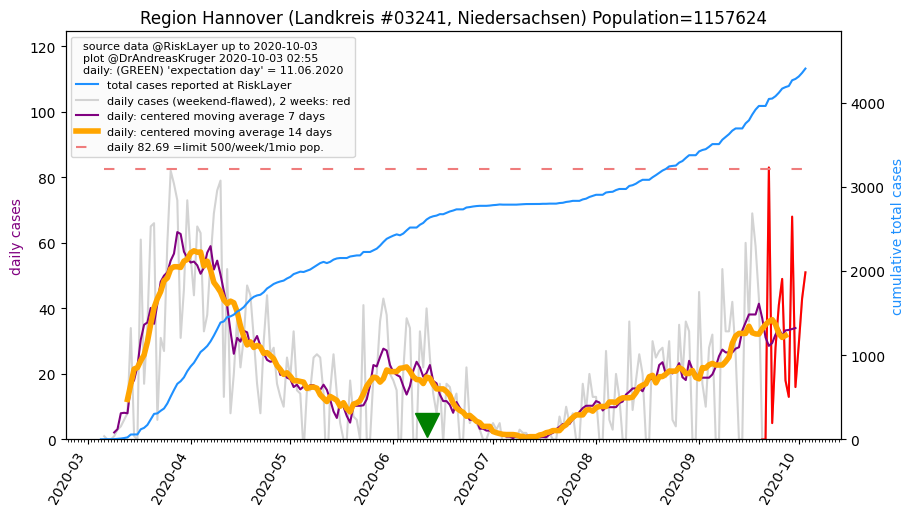 Region Hannover (Landkreis #03241, Niedersachsen) Population=1157624
source data @RiskLayer up to 2020-10-03
plot @DrAndreasKruger 2020-10-03 02:55
daily: (GREEN) 'expectation day' = 11.06.2020
total cases reported at RiskLayer
daily cases (weekend-flawed), 2 weeks: red
daily: centered moving average 7 days
daily: centered moving average 14 days
daily 82.69 =limit 500/week/1mio pop.
daily cases
120
100
80
60
40
20
0
cumulative total cases
4000
3000
2000
1000
0
2020-03
2020-04
2020-05
2020-06
2020-07
2020-08
2020-09
2020-10